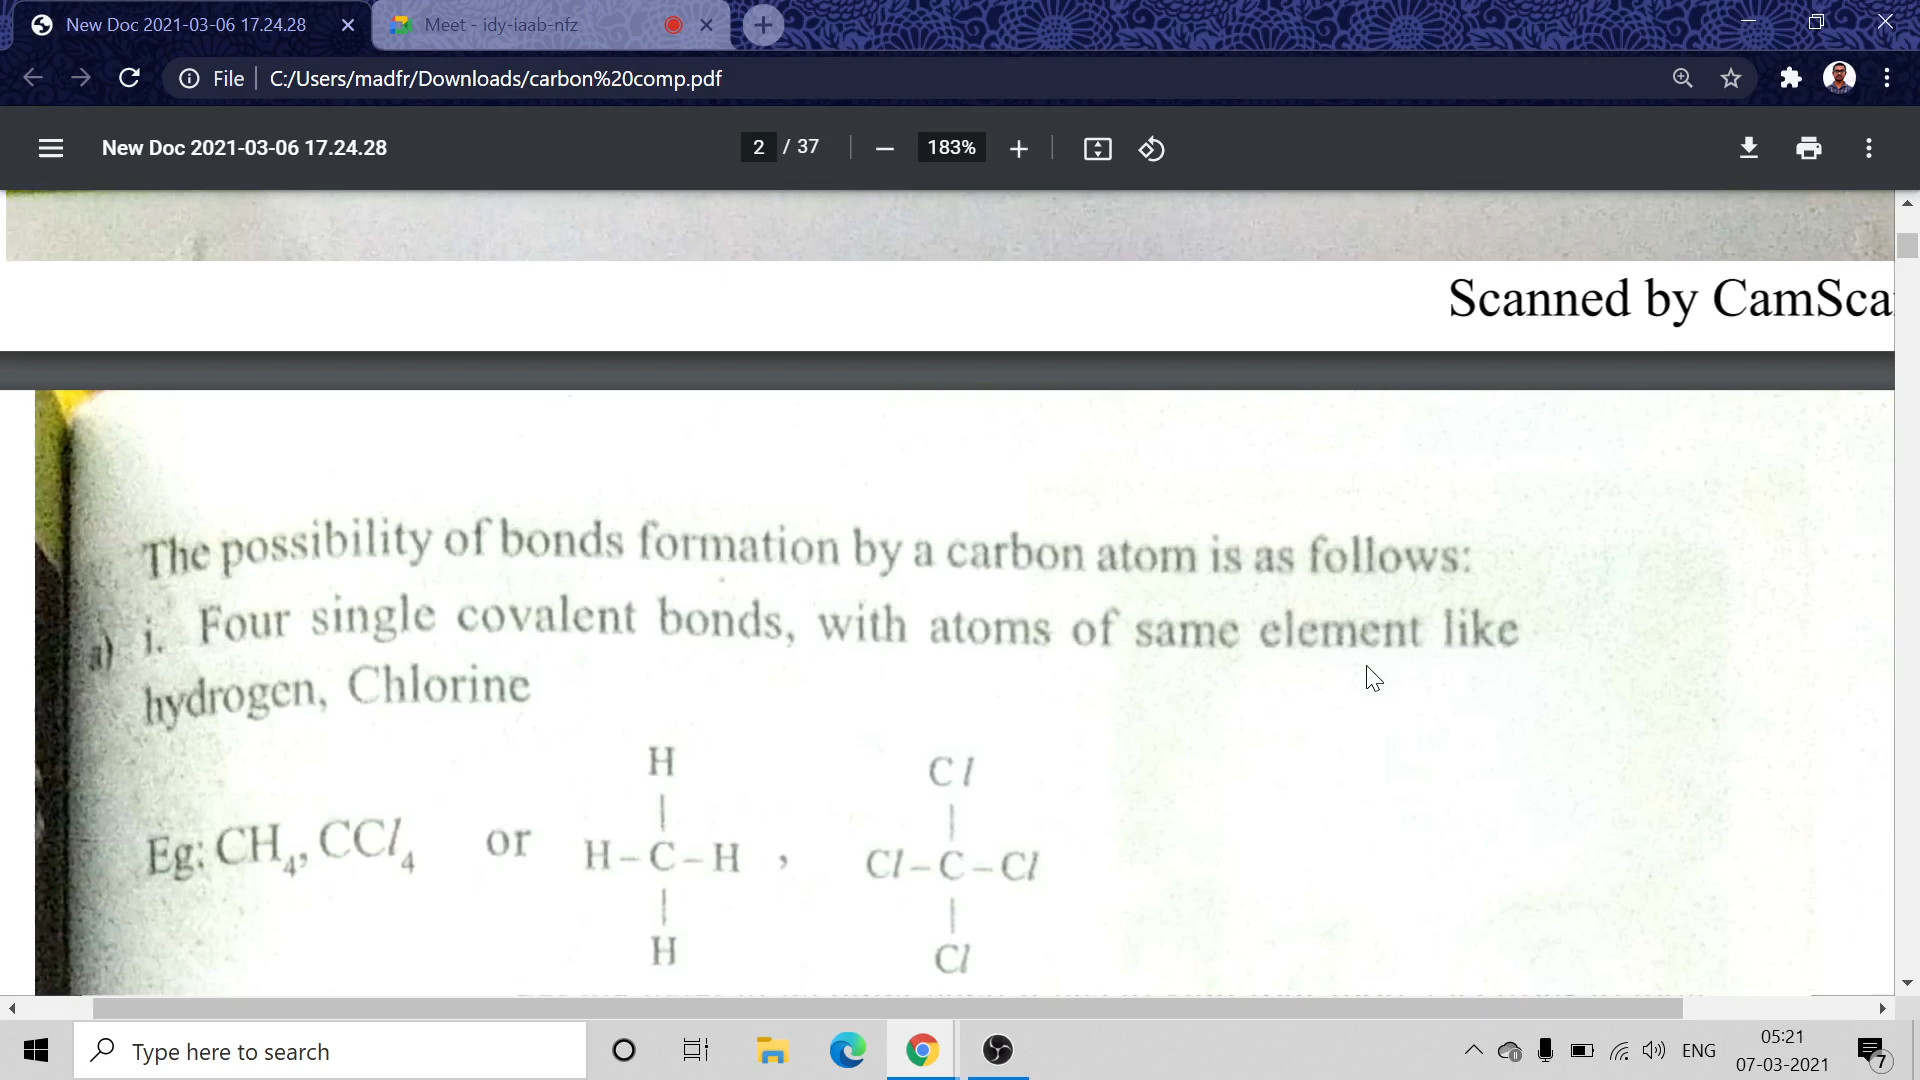 New Doc 2021-03-06 17.24.28
Meet - idy-iaab-nfz
File
C:/Users/madfr/Downloads/carbon%20comp.pdf
New Doc 2021-03-06 17.24.28
2 / 37
183%
Scanned by CamSca
The possibility of bonds formation by a carbon atom is as follows:
a) i. Four single covalent bonds, with atoms of same element like
hydrogen, Chlorine
H
Cl
|
|
Eg: CH₄, CCl₄ or H–C–H , Cl–C–Cl
|
|
H
Cl
Type here to search
ENG
05:21
07-03-2021
7